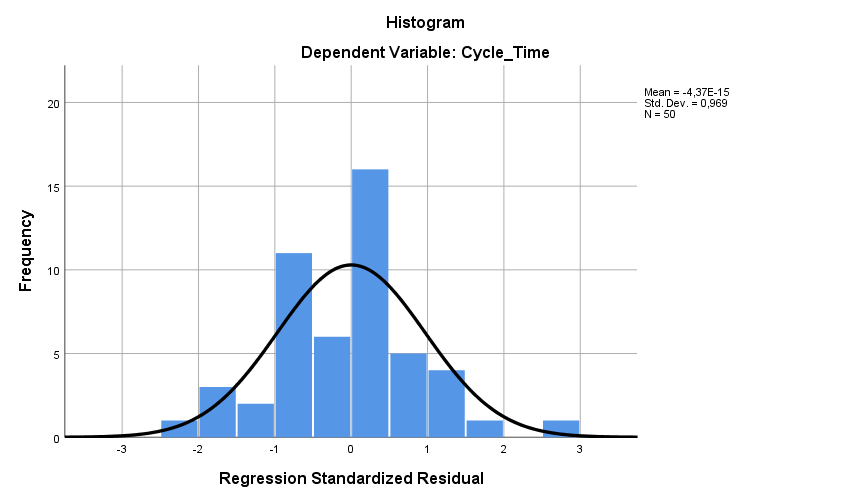 Histogram
Dependent Variable: Cycle_Time
Mean = -4,37E-15
Std. Dev. = 0,969
N = 50
Frequency
20
15
10
5
0
-3 -2 -1 0 1 2 3
Regression Standardized Residual